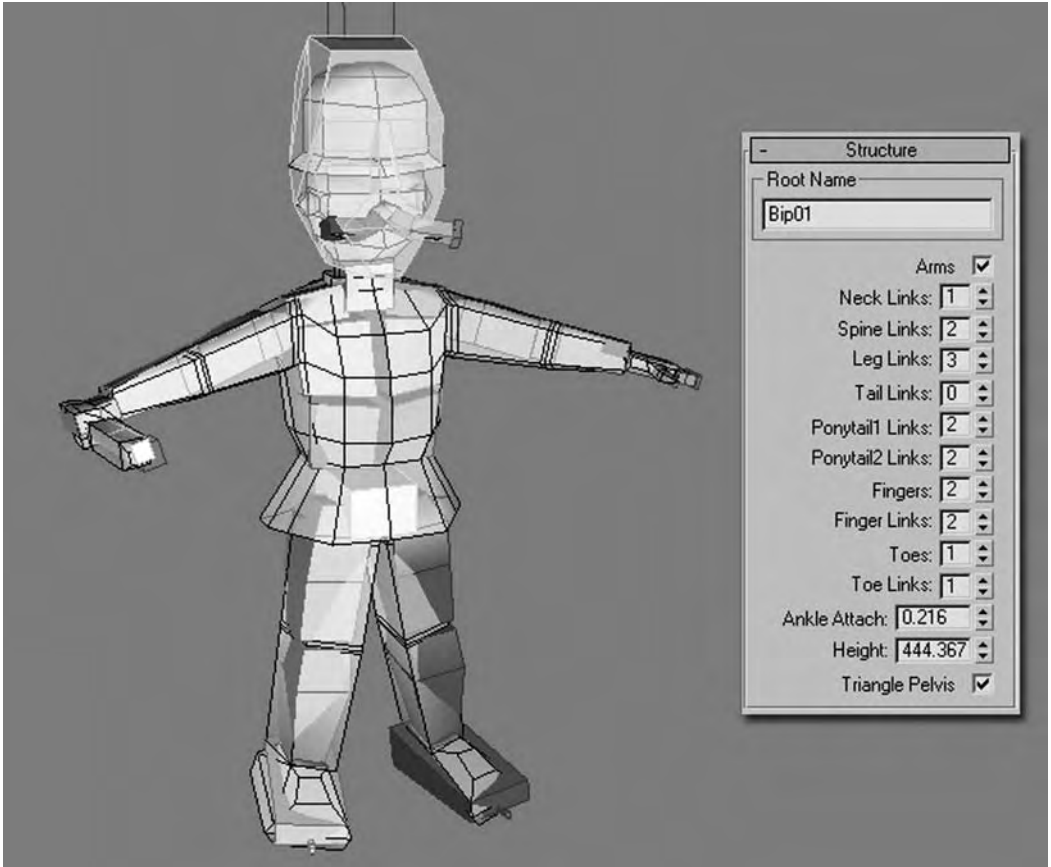 - Structure
Root Name
Bip01
Arms
Neck Links: 1
Spine Links: 2
Leg Links: 3
Tail Links: 0
Ponytail1 Links: 2
Ponytail2 Links: 2
Fingers: 2
Finger Links: 2
Toes: 1
Toe Links: 1
Ankle Attach: 0.216
Height: 444.367
Triangle Pelvis